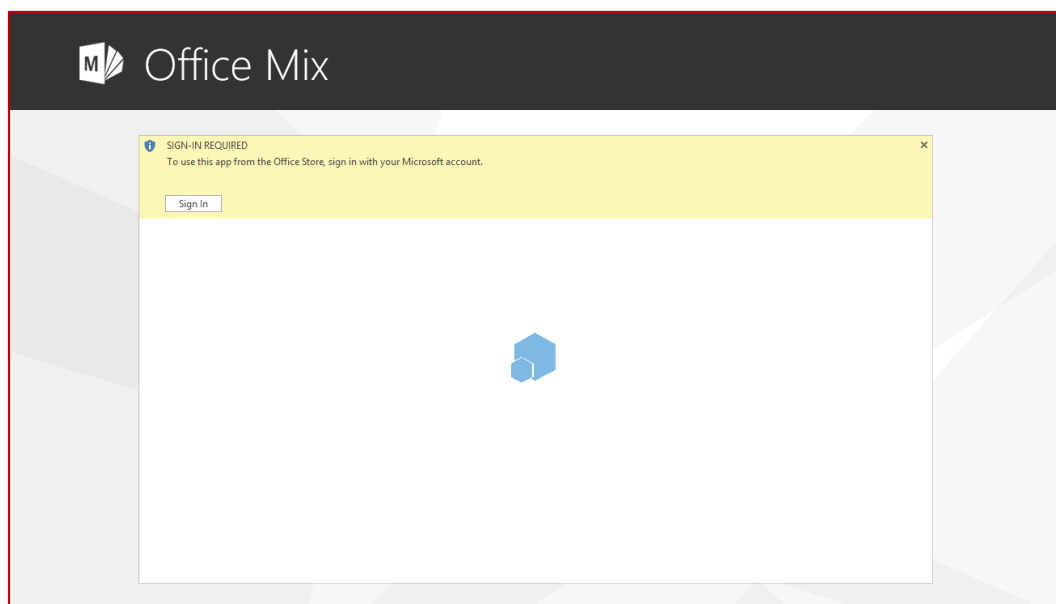 M
Office Mix
SIGN-IN REQUIRED
To use this app from the Office Store, sign in with your Microsoft account.
Sign In